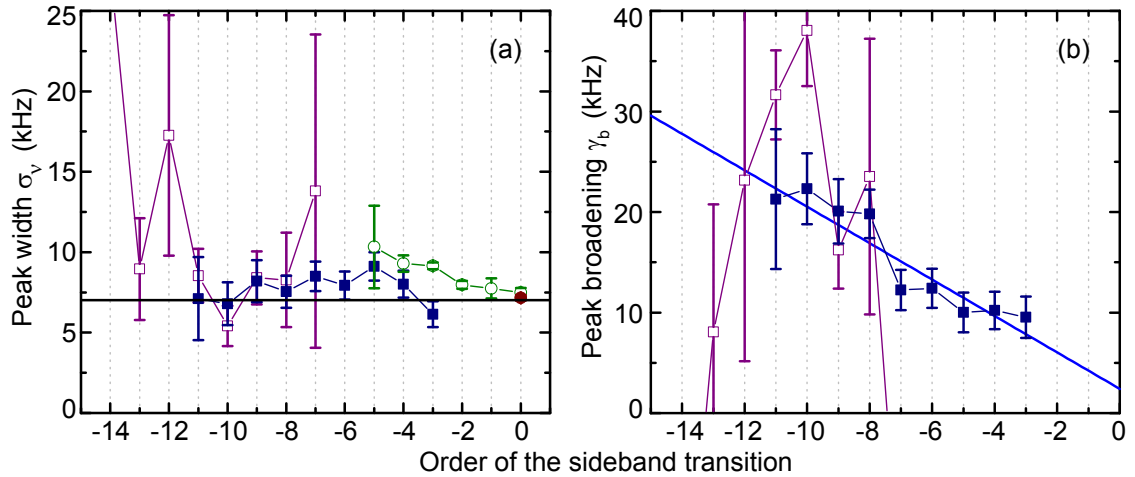 25
20
15
10
5
0
Peak width σν (kHz)
(a)
-14 -12 -10 -8 -6 -4 -2 0
40
30
20
10
0
Peak broadening γb (kHz)
(b)
-14 -12 -10 -8 -6 -4 -2 0
Order of the sideband transition